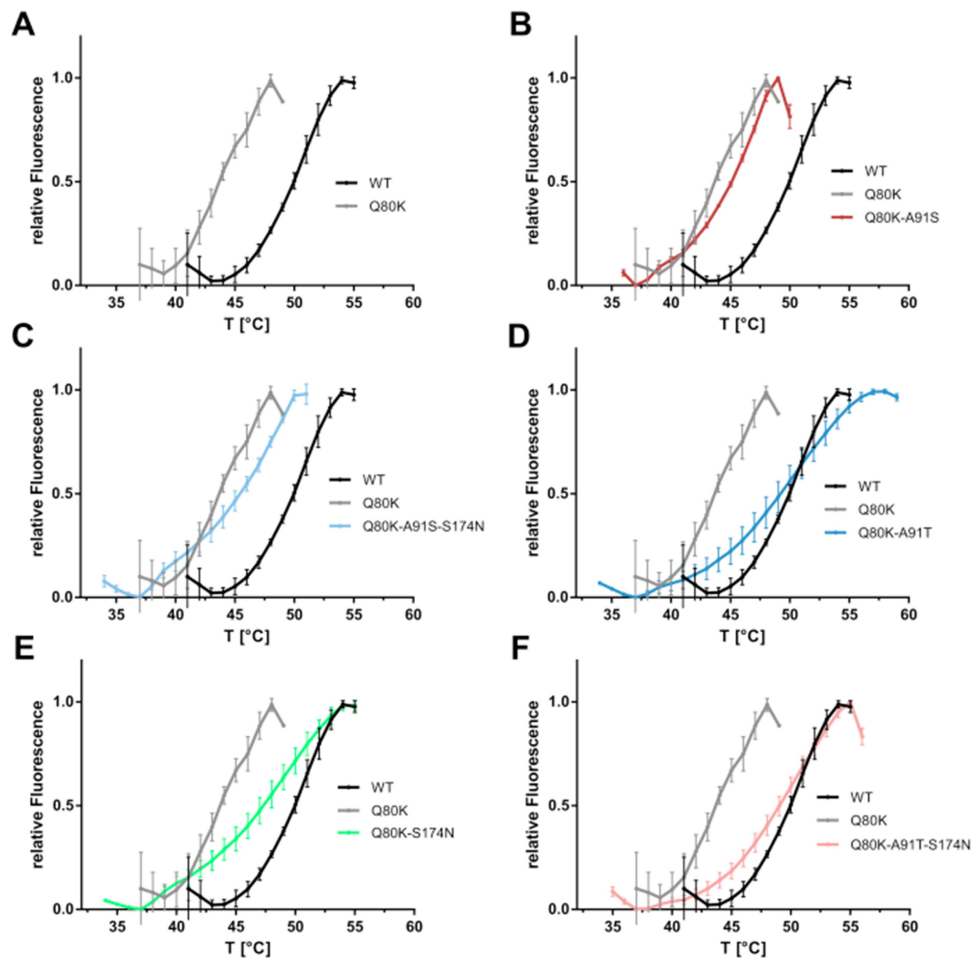 A
relative Fluorescence
1.0
0.5
0.0
35 40 45 50 55 60
T [°C]
WT
Q80K
B
relative Fluorescence
1.0
0.5
0.0
35 40 45 50 55 60
T [°C]
WT
Q80K
Q80K-A91S
C
relative Fluorescence
1.0
0.5
0.0
35 40 45 50 55 60
T [°C]
WT
Q80K
Q80K-A91S-S174N
D
relative Fluorescence
1.0
0.5
0.0
35 40 45 50 55 60
T [°C]
WT
Q80K
Q80K-A91T
E
relative Fluorescence
1.0
0.5
0.0
35 40 45 50 55 60
T [°C]
WT
Q80K
Q80K-S174N
F
relative Fluorescence
1.0
0.5
0.0
35 40 45 50 55 60
T [°C]
WT
Q80K
Q80K-A91T-S174N